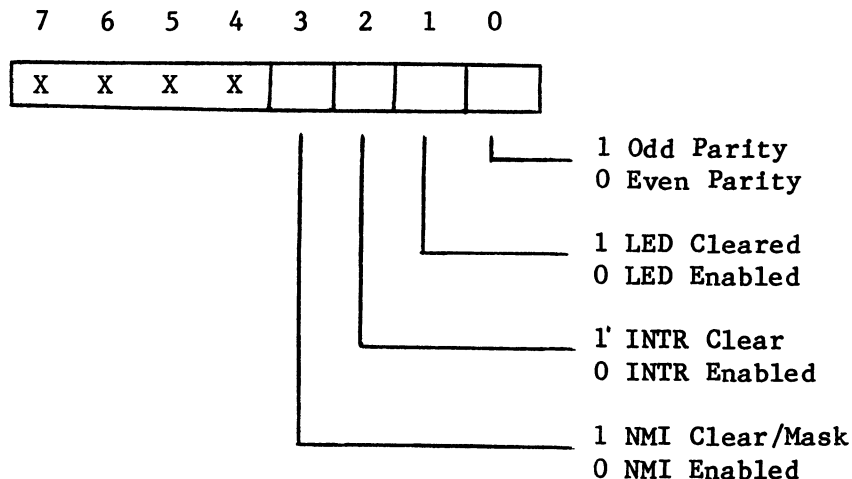 7 6 5 4 3 2 1 0
X X X X
1 Odd Parity
0 Even Parity
1 LED Cleared
0 LED Enabled
1' INTR Clear
0 INTR Enabled
1 NMI Clear/Mask
0 NMI Enabled